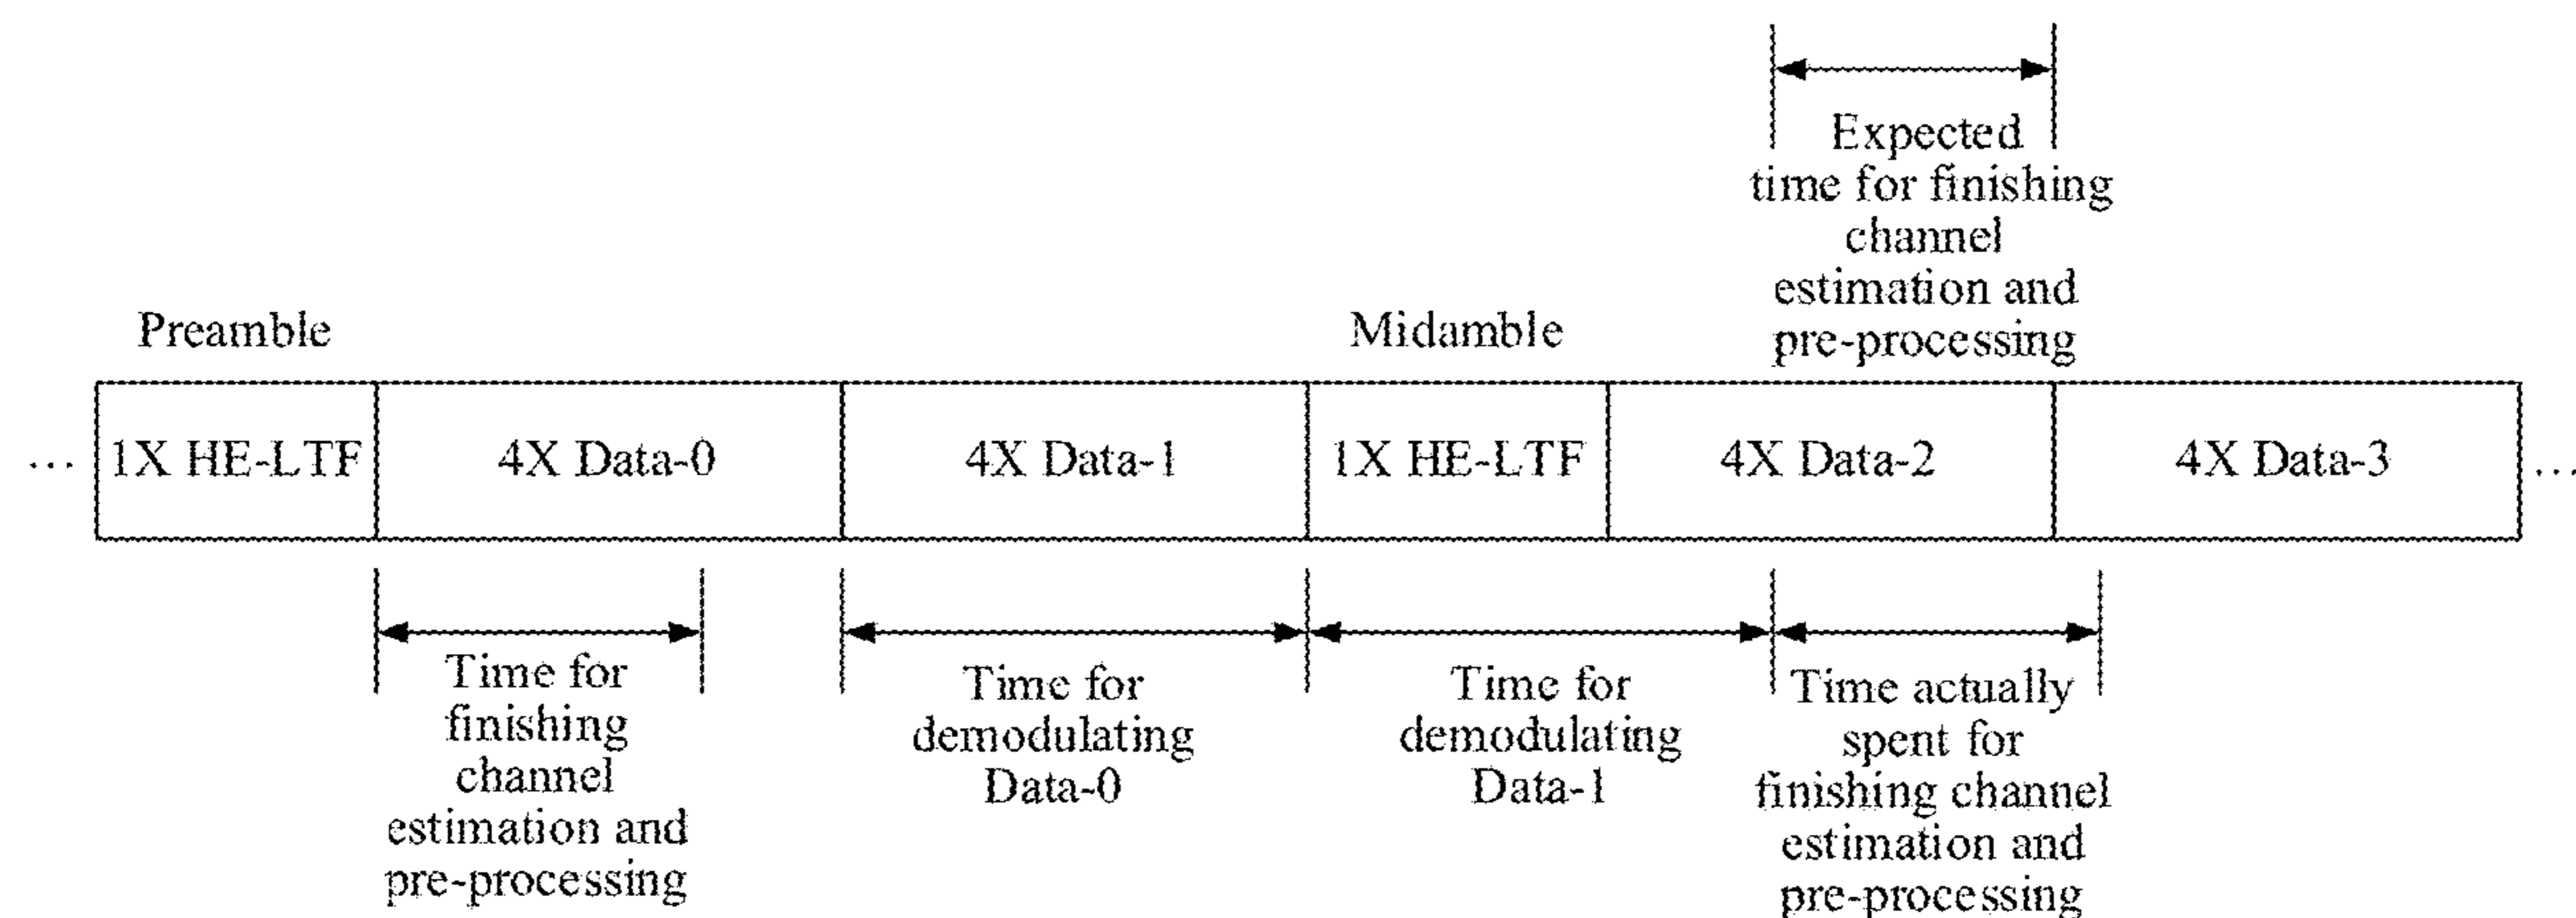 Expected
time for finishing
channel
estimation and
pre-processing
Preamble
Midamble
... 1X HE-LTF 4X Data-0 4X Data-1 1X HE-LTF 4X Data-2 4X Data-3 ...
Time for
finishing
channel
estimation and
pre-processing
Time for
demodulating
Data-0
Time for
demodulating
Data-1
Time actually
spent for
finishing channel
estimation and
pre-processing